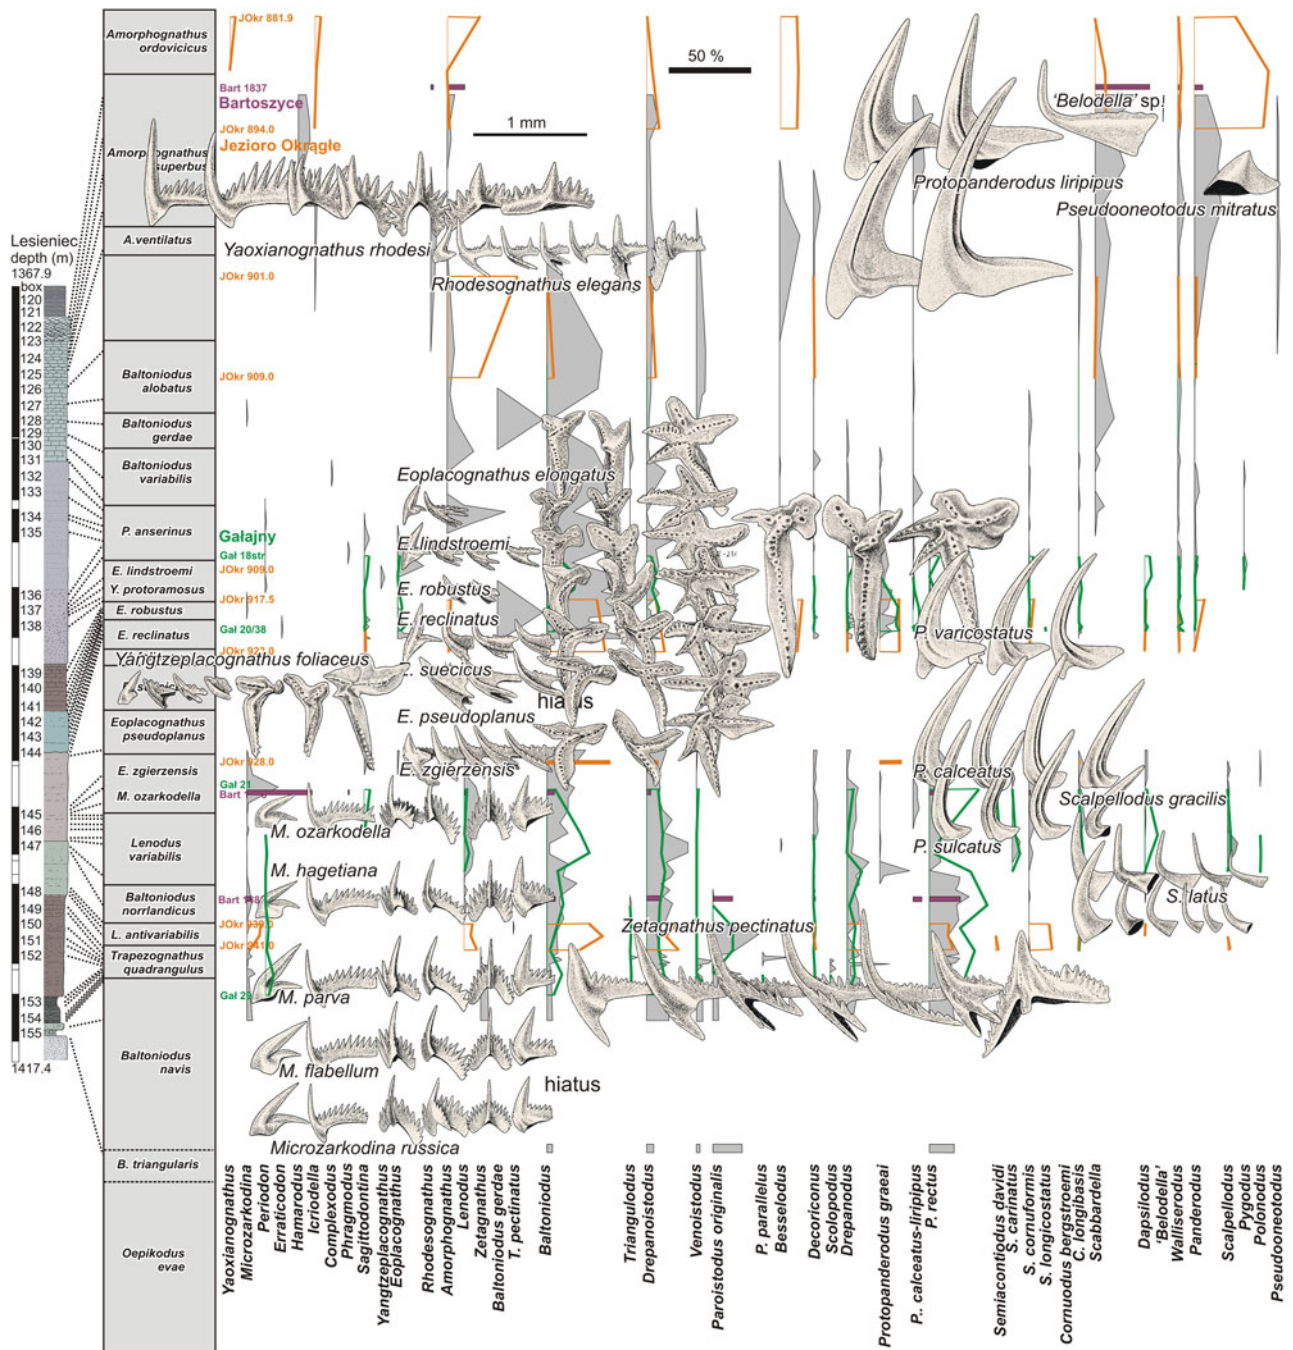 Lesieniec
depth (m)
1367.9
box
120
121
122
123
124
125
126
127
128
129
130
131
132
133
134
135
136
137
138
139
140
141
142
143
144
145
146
147
148
149
150
151
152
153
154
155
1417.4
Amorphognathus
ordovicicus
Amorphognathus
superbus
A.ventilatus
Baltoniodus
alobatus
Baltoniodus
gerdae
Baltoniodus
variabilis
P. anserinus
E. lindstroemi
Y. protoramosus
E. robustus
E. reclinatus
Eoplacognathus
pseudoplanus
E. zgierzensis
M. ozarkodella
Lenodus
variabilis
Baltoniodus
norrlandicus
L. antivariabilis
Trapezognathus
quadrangulus
Baltoniodus
navis
B. triangularis
Oepikodus
evae
JOkr 881.9
Bart 1837
Bartoszyce
JOkr 894.0
Jezioro Okrągłe
JOkr 901.0
JOkr 909.0
Gałajny
Gał 18str
JOkr 909.0
JOkr 917.5
Gał 20/38
JOkr 928.0
Gał 21
Bart
50 %
1 mm
'Belodella' sp.
Protopanderodus liripipus
Pseudooneotodus mitratus
Yaoxianognathus rhodesi
Rhodesognathus elegans
Eoplacognathus elongatus
E. lindstroemi
E. robustus
E. reclinatus
P. varicostatus
Yangtzeplacognathus foliaceus
E. suecicus
hiatus
E. pseudoplanus
E. zgierzensis
P. calceatus
Scalpellodus gracilis
M. ozarkodella
P. sulcatus
M. hagetiana
S. latus
Zetagnathus pectinatus
M. parva
M. flabellum
hiatus
Microzarkodina russica
Yaoxianognathus
Microzarkodina
Periodon
Erraticodon
Hamarodus
Icriodella
Complexodus
Phragmodus
Sagittodontina
Yangtzeplacognathus
Eoplacognathus
Rhodesognathus
Amorphognathus
Lenodus
Zetagnathus
Baltoniodus gerdae
T. pectinatus
Baltoniodus
Triangulodus
Drepanoistodus
Venoistodus
Paroistodus originalis
P. parallelus
Besselodus
Decoriconus
Scolopodus
Drepanodus
Protopanderodus graeai
P.. calceatus-liripipus
P. rectus
Semiacontiodus davidi
S. carinatus
S. cornuformis
S. longicostatus
Cornuodus bergstroemi
C. longibasis
Scabbardella
Dapsilodus
'Belodella'
Walliserodus
Panderodus
Scalpellodus
Pygodus
Polonodus
Pseudooneotodus